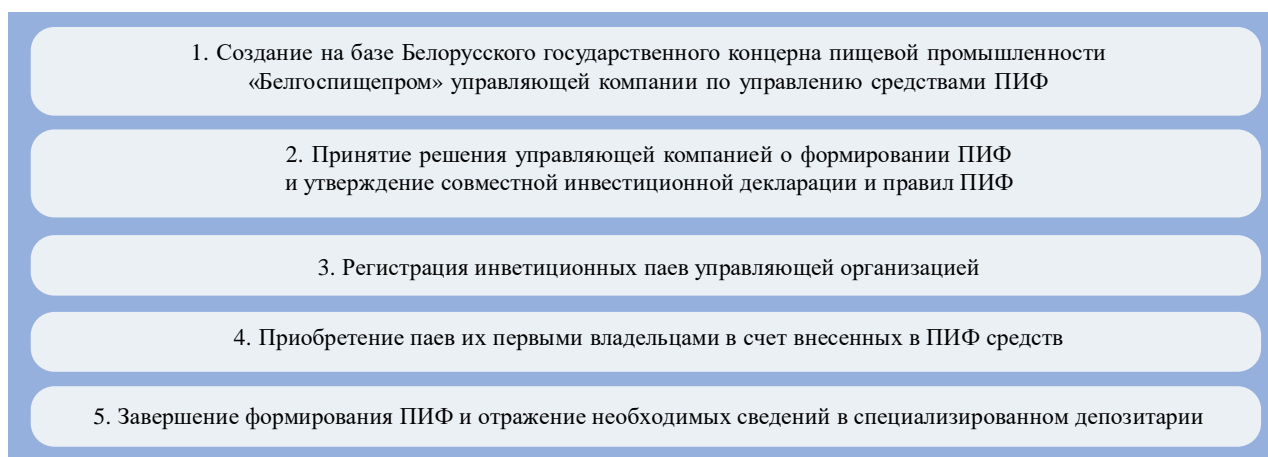 1. Создание на базе Белорусского государственного концерна пищевой промышленности
«Белгоспищепром» управляющей компании по управлению средствами ПИФ
2. Принятие решения управляющей компанией о формировании ПИФ
и утверждение совместной инвестиционной декларации и правил ПИФ
3. Регистрация инветиционных паев управляющей организацией
4. Приобретение паев их первыми владельцами в счет внесенных в ПИФ средств
5. Завершение формирования ПИФ и отражение необходимых сведений в специализированном депозитарии